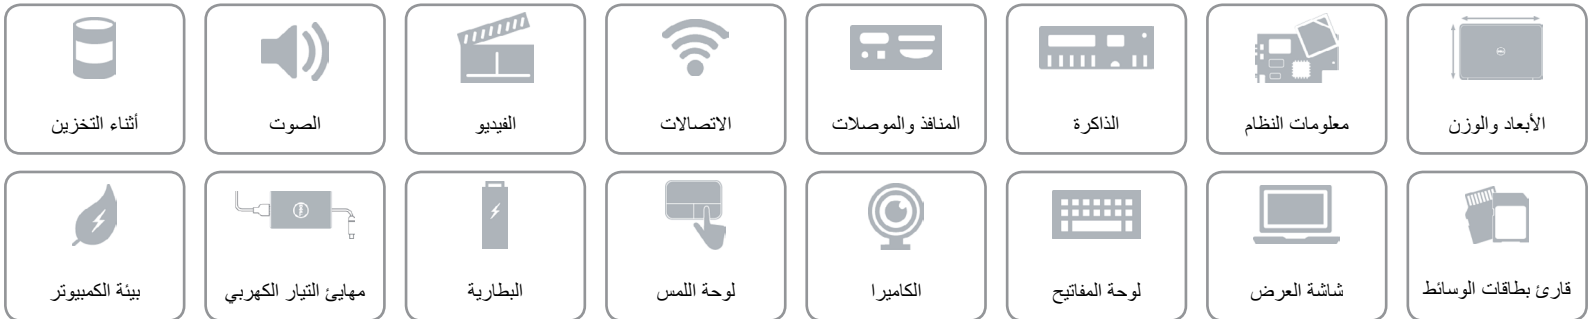 الأبعاد والوزن
معلومات النظام
الذاكرة
المنافذ والموصلات
الاتصالات
الفيديو
الصوت
أثناء التخزين
قارئ بطاقات الوسائط
شاشة العرض
لوحة المفاتيح
الكاميرا
لوحة اللمس
البطارية
مهايئ التيار الكهربي
بيئة الكمبيوتر